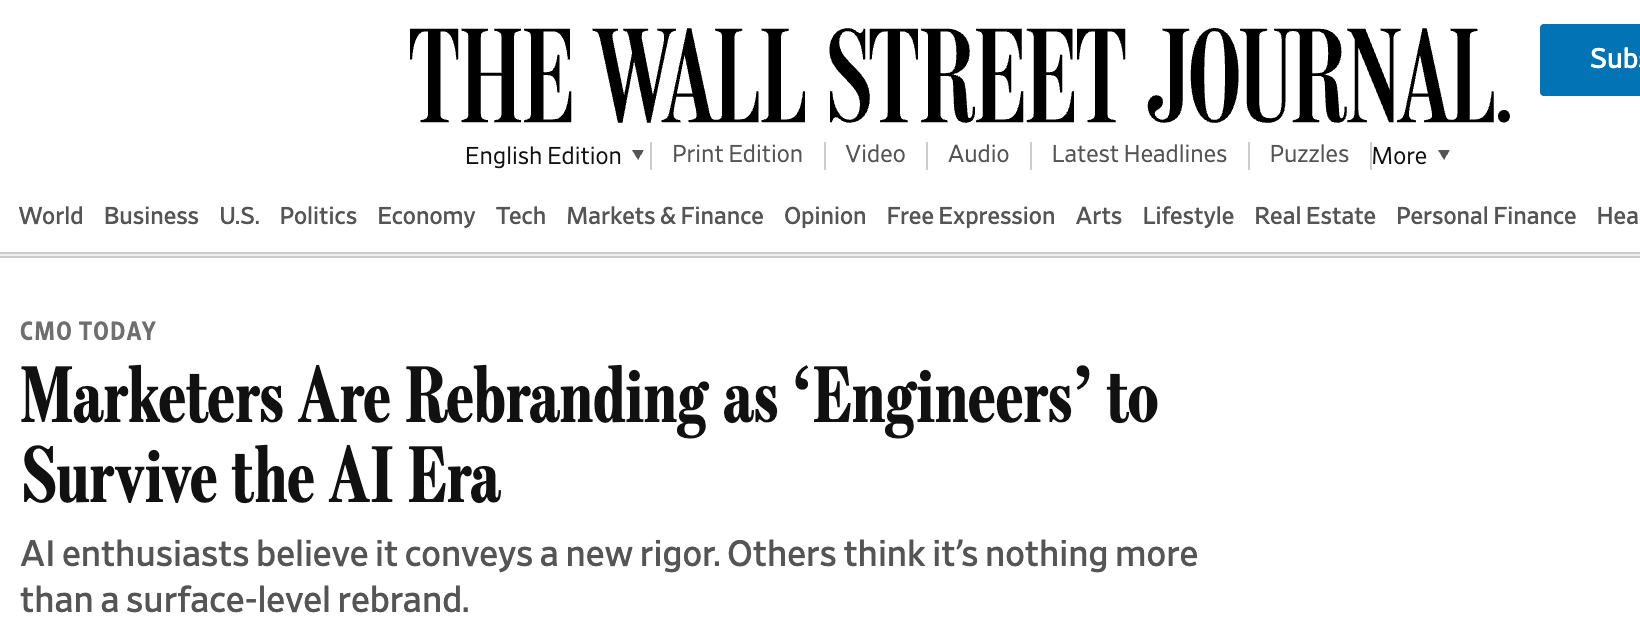 THE WALL STREET JOURNAL.
English Edition ▼ | Print Edition | Video | Audio | Latest Headlines | Puzzles | More ▼
World Business U.S. Politics Economy Tech Markets & Finance Opinion Free Expression Arts Lifestyle Real Estate Personal Finance
CMO TODAY
Marketers Are Rebranding as ‘Engineers’ to
Survive the AI Era
AI enthusiasts believe it conveys a new rigor. Others think it’s nothing more
than a surface-level rebrand.